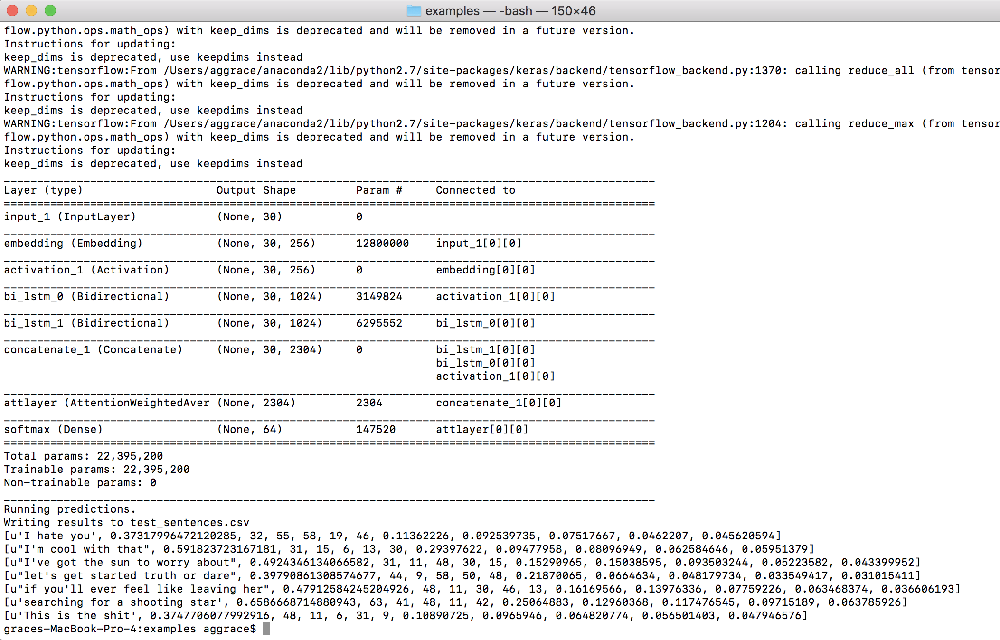 examples — -bash — 150×46
flow.python.ops.math_ops) with keep_dims is deprecated and will be removed in a future version.
Instructions for updating:
keep_dims is deprecated, use keepdims instead
WARNING:tensorflow:From /Users/aggrace/anaconda2/lib/python2.7/site-packages/keras/backend/tensorflow_backend.py:1370: calling reduce_all (from tensor
flow.python.ops.math_ops) with keep_dims is deprecated and will be removed in a future version.
Instructions for updating:
keep_dims is deprecated, use keepdims instead
WARNING:tensorflow:From /Users/aggrace/anaconda2/lib/python2.7/site-packages/keras/backend/tensorflow_backend.py:1204: calling reduce_max (from tensor
flow.python.ops.math_ops) with keep_dims is deprecated and will be removed in a future version.
Instructions for updating:
keep_dims is deprecated, use keepdims instead
__________________________________________________________________________________________________
Layer (type)                    Output Shape         Param #     Connected to
==================================================================================================
input_1 (InputLayer)            (None, 30)           0
__________________________________________________________________________________________________
embedding (Embedding)           (None, 30, 256)      12800000    input_1[0][0]
__________________________________________________________________________________________________
activation_1 (Activation)       (None, 30, 256)      0           embedding[0][0]
__________________________________________________________________________________________________
bi_lstm_0 (Bidirectional)       (None, 30, 1024)     3149824     activation_1[0][0]
__________________________________________________________________________________________________
bi_lstm_1 (Bidirectional)       (None, 30, 1024)     6295552     bi_lstm_0[0][0]
__________________________________________________________________________________________________
concatenate_1 (Concatenate)     (None, 30, 2304)     0           bi_lstm_1[0][0]
                                                                 bi_lstm_0[0][0]
                                                                 activation_1[0][0]
__________________________________________________________________________________________________
attlayer (AttentionWeightedAver (None, 2304)         2304        concatenate_1[0][0]
__________________________________________________________________________________________________
softmax (Dense)                 (None, 64)           147520      attlayer[0][0]
==================================================================================================
Total params: 22,395,200
Trainable params: 22,395,200
Non-trainable params: 0
__________________________________________________________________________________________________
Running predictions.
Writing results to test_sentences.csv
[u'I hate you', 0.37317996472120285, 32, 55, 58, 19, 46, 0.11362226, 0.092539735, 0.07517667, 0.0462207, 0.045620594]
[u"I'm cool with that", 0.591823723167181, 31, 15, 6, 13, 30, 0.29397622, 0.09477958, 0.08096949, 0.062584646, 0.05951379]
[u"I've got the sun to worry about", 0.4924346134066582, 31, 11, 48, 30, 15, 0.15290965, 0.15038595, 0.093503244, 0.05223582, 0.043399952]
[u"let's get started truth or dare", 0.39790861308574677, 44, 9, 58, 50, 48, 0.21870065, 0.0664634, 0.048179734, 0.033549417, 0.031015411]
[u"if you'll ever feel like leaving her", 0.47912584245204926, 48, 11, 30, 46, 13, 0.16169566, 0.13976336, 0.07759226, 0.063468374, 0.036606193]
[u'searching for a shooting star', 0.6586668714880943, 63, 41, 48, 11, 42, 0.25064883, 0.12960368, 0.117476545, 0.09715189, 0.063785926]
[u'This is the shit', 0.3747706077992916, 48, 11, 6, 31, 9, 0.10890725, 0.0965946, 0.064820774, 0.056501403, 0.047946576]
graces-MacBook-Pro-4:examples aggrace$